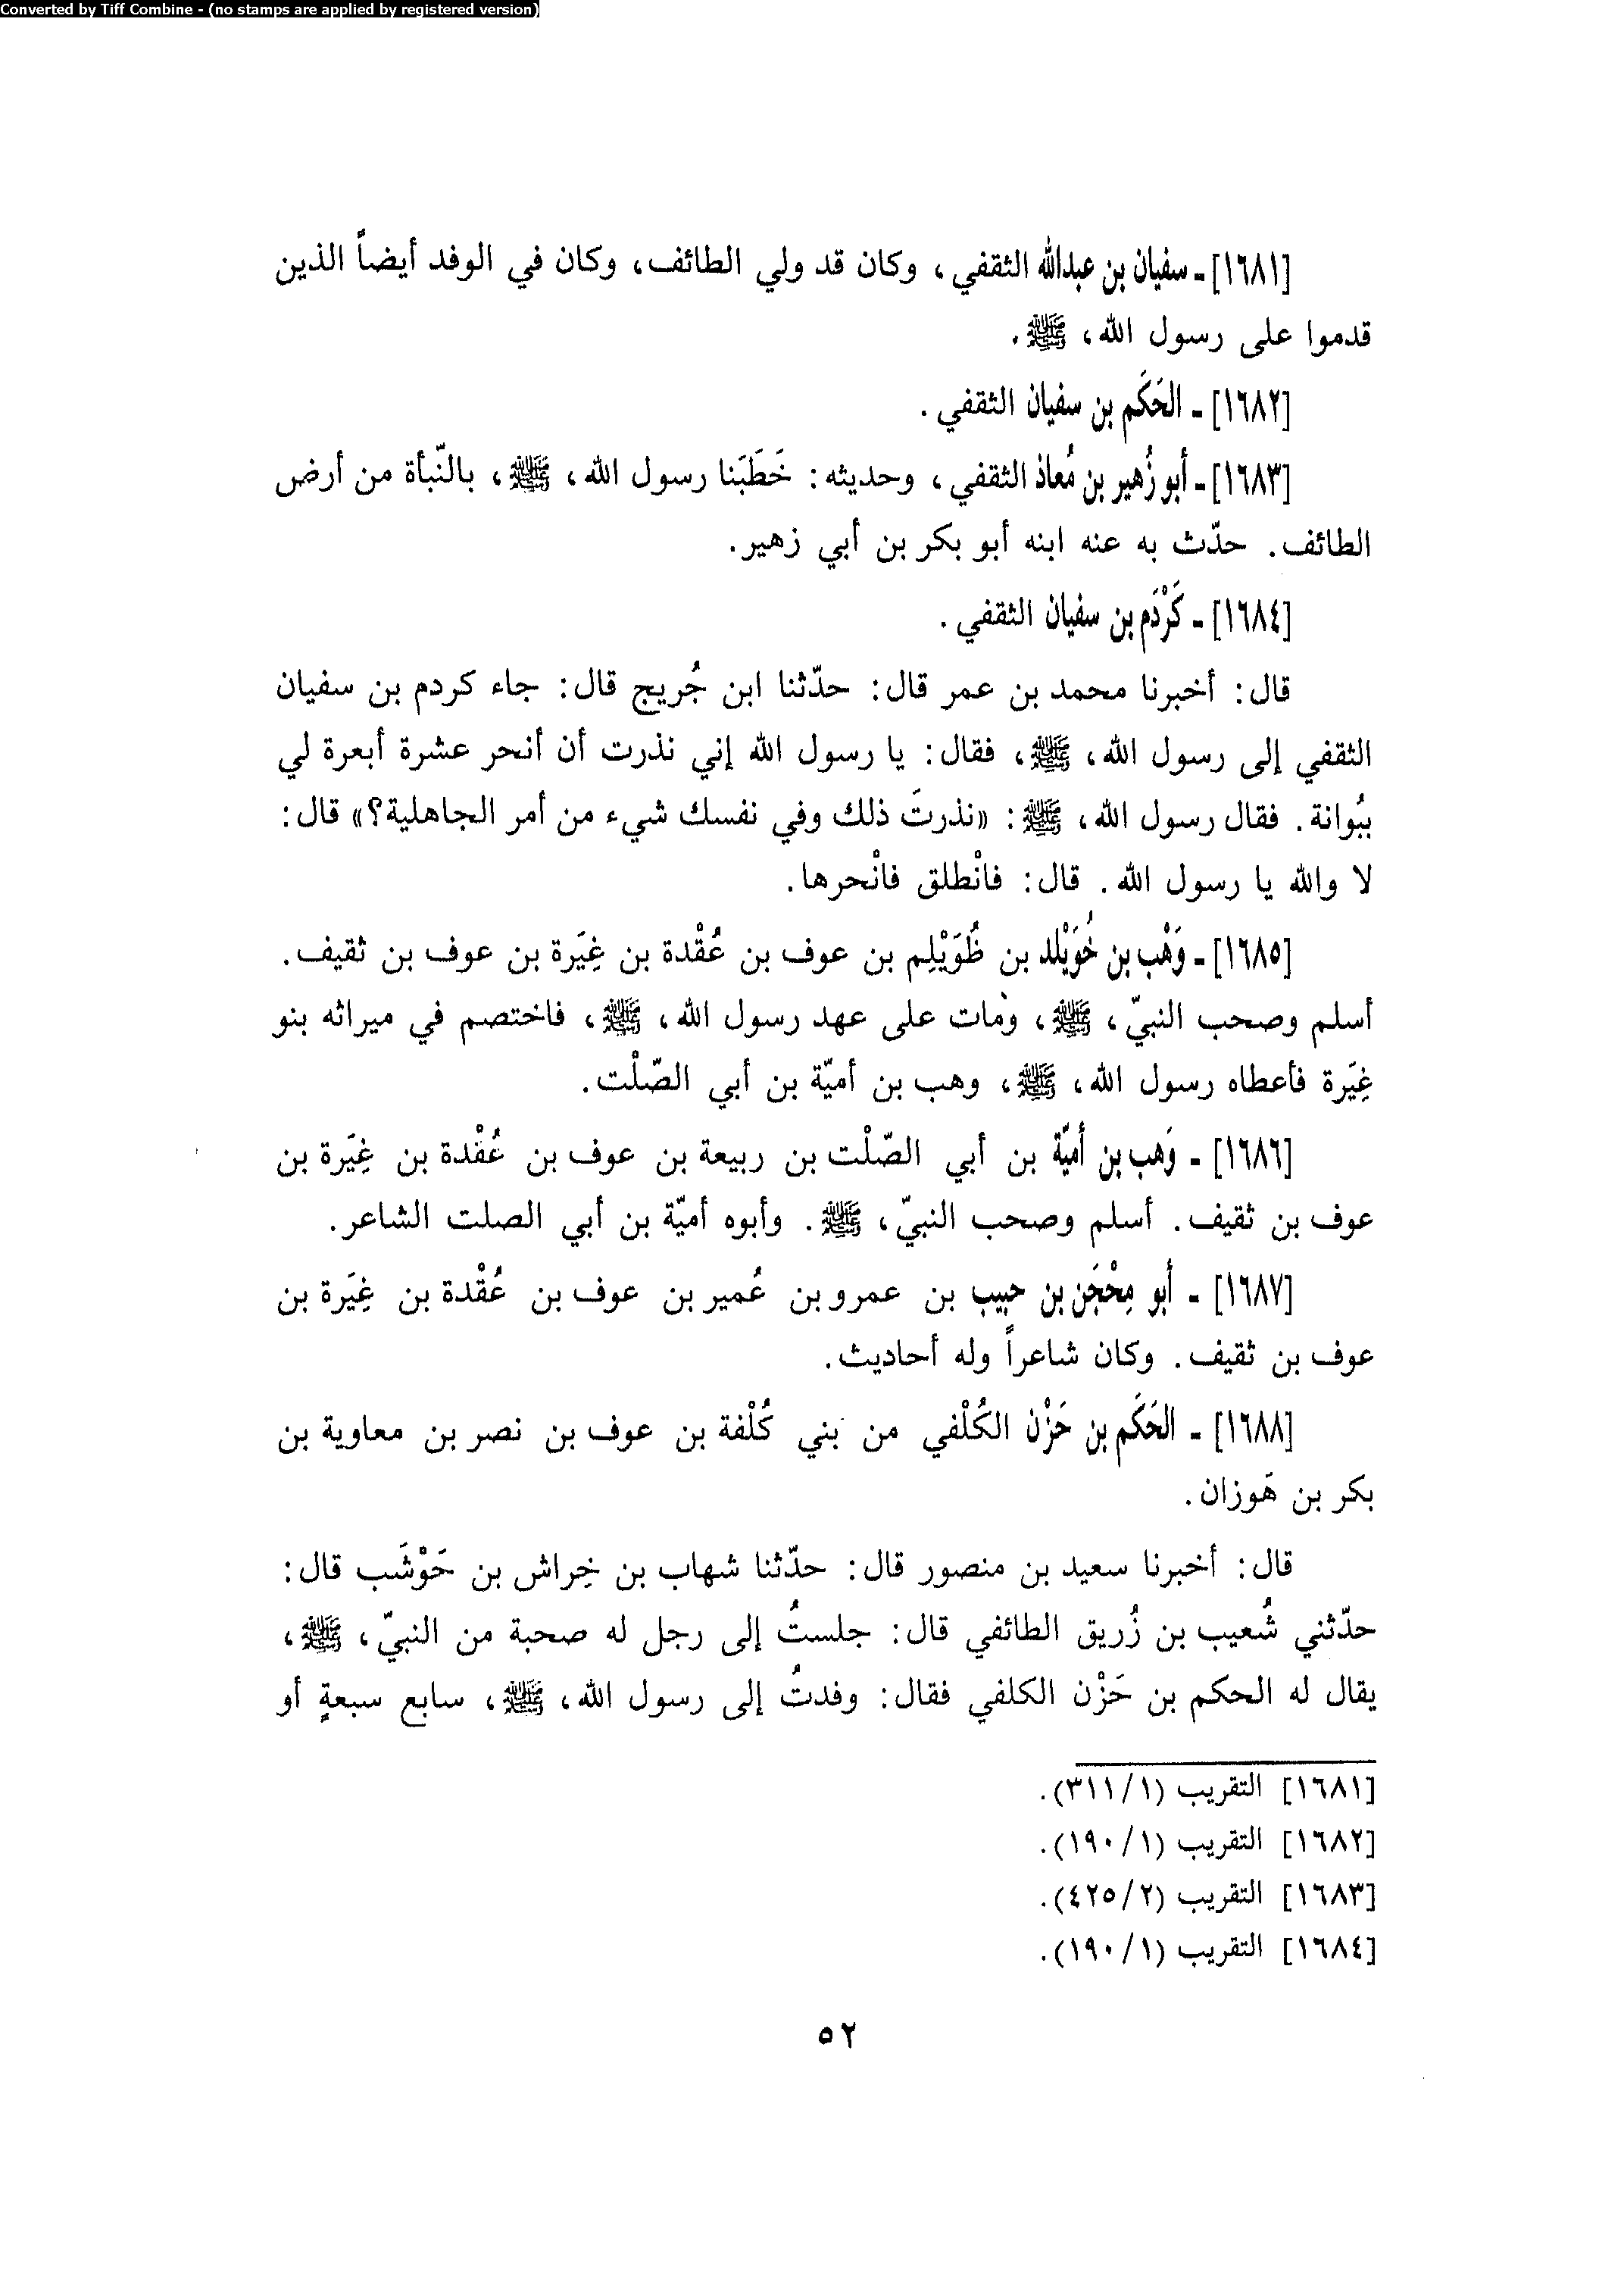 Converted by Tiff Combine - (no stamps are applied by registered version)
[١٦٨١] ـ سفيان بن عبدالله الثقفي، وكان قد ولي الطائف، وكان في الوفد أيضاً الذين
قدموا على رسول الله، ﷺ.
[١٦٨٢] ـ الحَكَم بن سفيان الثقفي.
[١٦٨٣] ـ أبو زُهير بن مُعاذ الثقفي، وحديثه: خَطَبَنا رسول الله، ﷺ، بالنّبأة من أرض
الطائف. حدّث به عنه ابنه أبو بكر بن أبي زهير.
[١٦٨٤] ـ كَرْدَم بن سفيان الثقفي.
قال: أخبرنا محمد بن عمر قال: حدّثنا ابن جُريج قال: جاء كردم بن سفيان
الثقفي إلى رسول الله، ﷺ، فقال: يا رسول الله إني نذرت أن أنحر عشرة أبعرة لي
ببُوانة. فقال رسول الله، ﷺ: «نذرتَ ذلك وفي نفسك شيء من أمر الجاهلية؟» قال:
لا والله يا رسول الله. قال: فانْطلق فانْحرها.
[١٦٨٥] ـ وَهْب بن خُوَيْلد بن ظُوَيْلِم بن عوف بن عُقْدة بن غِيَرة بن عوف بن ثقيف.
أسلم وصحب النبيّ، ﷺ، ومات على عهد رسول الله، ﷺ، فاختصم في ميراثه بنو
غِيَرة فأعطاه رسول الله، ﷺ، وهب بن أميّة بن أبي الصّلْت.
[١٦٨٦] ـ وَهب بن أميّة بن أبي الصّلْت بن ربيعة بن عوف بن عُقْدة بن غِيَرة بن
عوف بن ثقيف. أسلم وصحب النبيّ، ﷺ. وأبوه أميّة بن أبي الصلت الشاعر.
[١٦٨٧] ـ أبو مِحْجَن بن حبيب بن عمرو بن عُمير بن عوف بن عُقْدة بن غِيَرة بن
عوف بن ثقيف. وكان شاعراً وله أحاديث.
[١٦٨٨] ـ الحَكَم بن حَزْن الكُلْفي من بني كُلْفة بن عوف بن نصر بن معاوية بن
بكر بن هَوزان.
قال: أخبرنا سعيد بن منصور قال: حدّثنا شهاب بن خِراش بن حَوْشَب قال:
حدّثني شُعيب بن زُريق الطائفي قال: جلستُ إلى رجل له صحبة من النبيّ، ﷺ،
يقال له الحكم بن حَزْن الكلفي فقال: وفدتُ إلى رسول الله، ﷺ، سابع سبعةٍ أو
[١٦٨١] التقريب (٣١١/١).
[١٦٨٢] التقريب (١٩٠/١).
[١٦٨٣] التقريب (٤٢٥/٢).
[١٦٨٤] التقريب (١٩٠/١).
٥٢